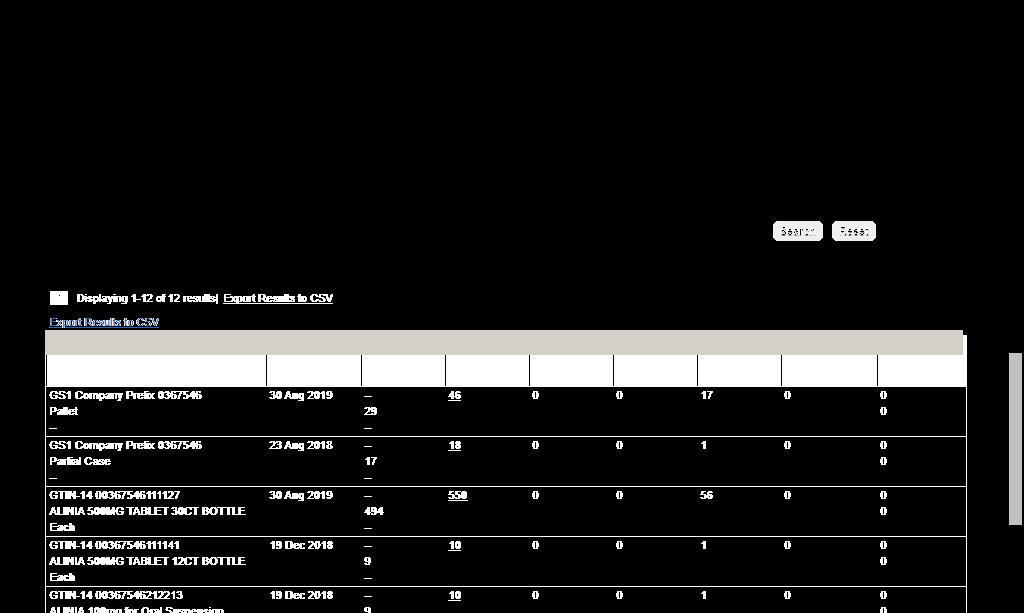 Search Reset
Displaying 1-12 of 12 results| Export Results to CSV
Export Results to CSV
GS1 Company Prefix 0367546 30 Aug 2019 -- 46 0 0 17 0 0
Pallet 29 0
-- --
GS1 Company Prefix 0367546 23 Aug 2018 -- 18 0 0 1 0 0
Partial Case 17 0
-- --
GTIN-14 00367546111127 30 Aug 2019 -- 550 0 0 56 0 0
ALINIA 500MG TABLET 30CT BOTTLE 494 0
Each --
GTIN-14 00367546111141 19 Dec 2018 -- 10 0 0 1 0 0
ALINIA 500MG TABLET 12CT BOTTLE 9 0
Each --
GTIN-14 00367546212213 19 Dec 2018 -- 10 0 0 1 0 0
ALINIA 100mg for Oral Suspension 9 0